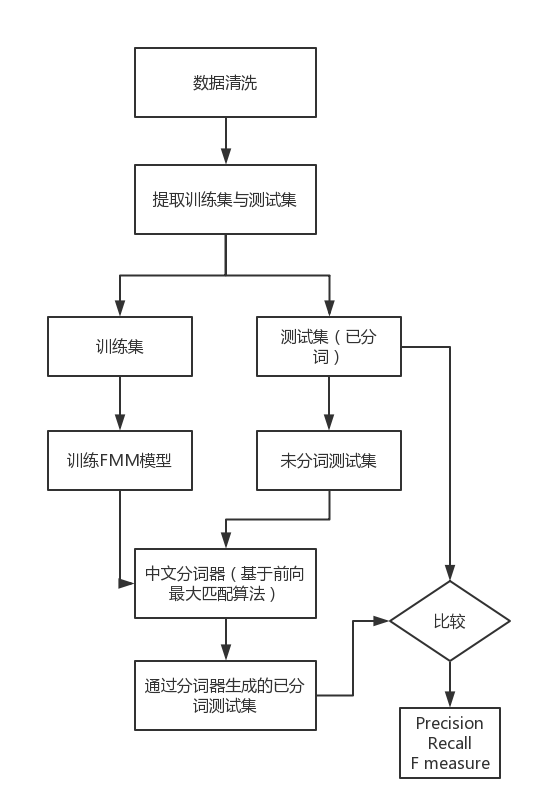 数据清洗
提取训练集与测试集
训练集
测试集（已分
词）
训练FMM模型
未分词测试集
中文分词器（基于前向
最大匹配算法）
比较
通过分词器生成的已分
词测试集
Precision
Recall
F measure